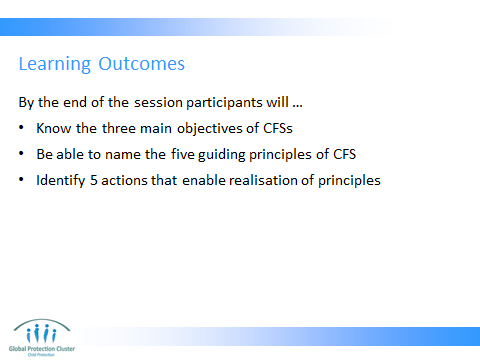 Learning Outcomes
By the end of the session participants will …
• Know the three main objectives of CFSs
• Be able to name the five guiding principles of CFS
• Identify 5 actions that enable realisation of principles
Global Protection Cluster
Child Protection